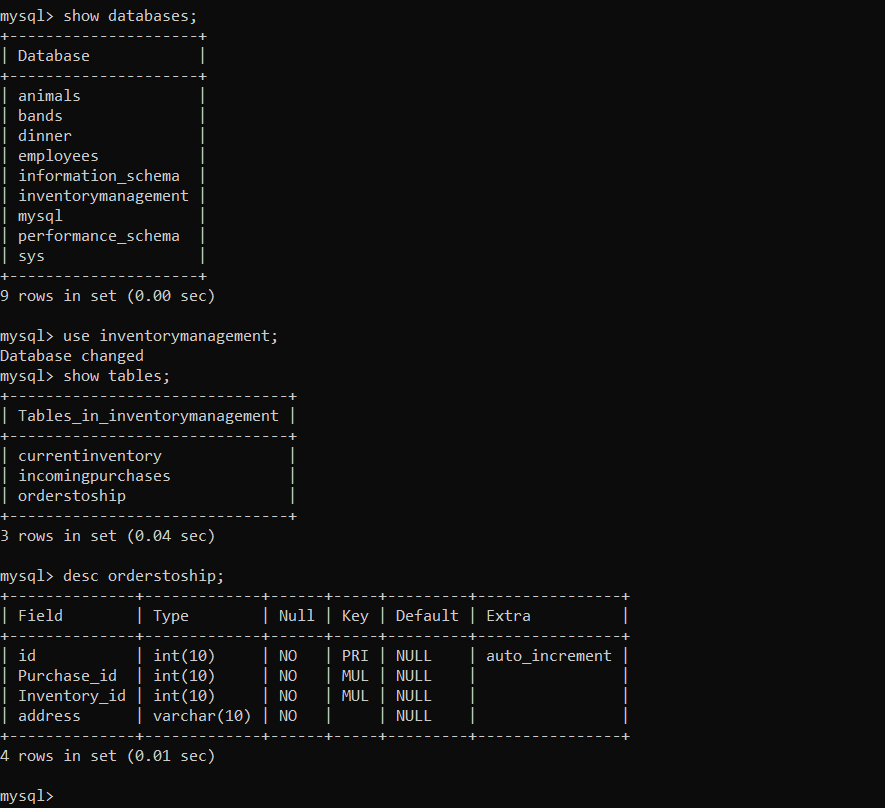 mysql> show databases;
+---------------------+
| Database            |
+---------------------+
| animals             |
| bands               |
| dinner              |
| employees           |
| information_schema  |
| inventorymanagement |
| mysql               |
| performance_schema  |
| sys                 |
+---------------------+
9 rows in set (0.00 sec)

mysql> use inventorymanagement;
Database changed
mysql> show tables;
+-------------------------------+
| Tables_in_inventorymanagement |
+-------------------------------+
| currentinventory              |
| incomingpurchases             |
| orderstoship                  |
+-------------------------------+
3 rows in set (0.04 sec)

mysql> desc orderstoship;
+--------------+-------------+------+-----+---------+----------------+
| Field        | Type        | Null | Key | Default | Extra          |
+--------------+-------------+------+-----+---------+----------------+
| id           | int(10)     | NO   | PRI | NULL    | auto_increment |
| Purchase_id  | int(10)     | NO   | MUL | NULL    |                |
| Inventory_id | int(10)     | NO   | MUL | NULL    |                |
| address      | varchar(10) | NO   |     | NULL    |                |
+--------------+-------------+------+-----+---------+----------------+
4 rows in set (0.01 sec)

mysql>